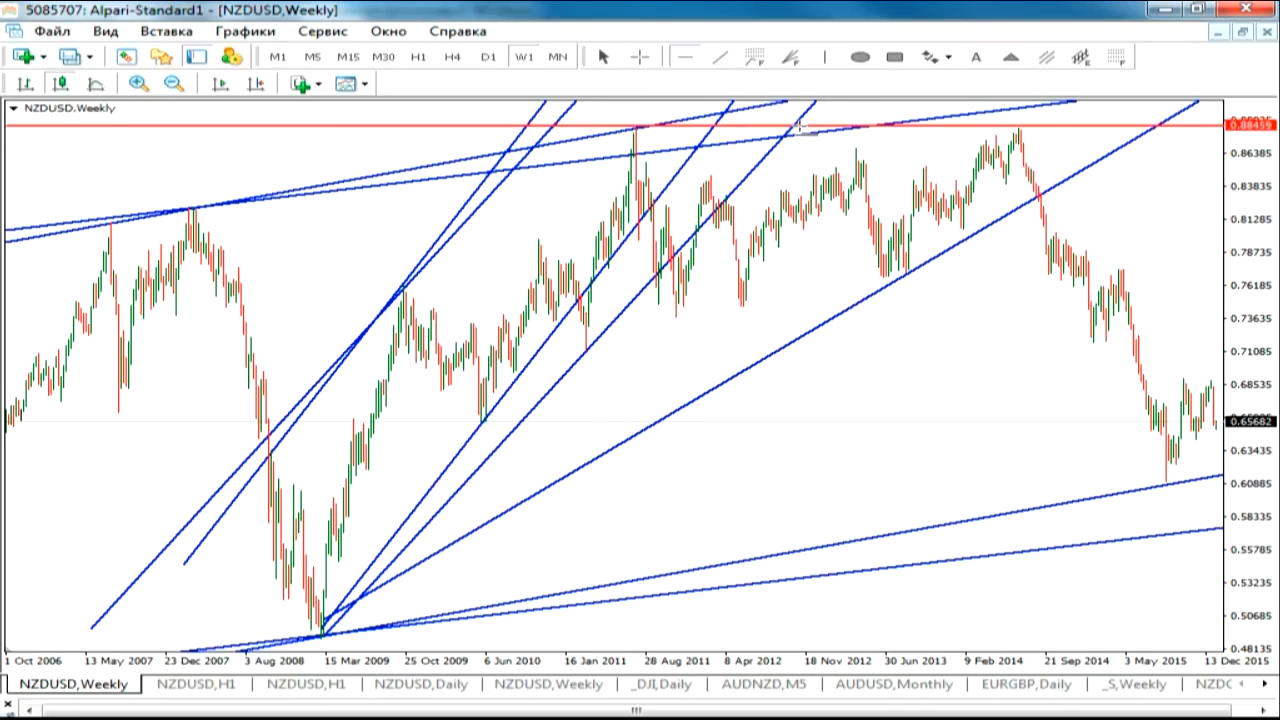 5085707: Alpari-Standard1 - [NZDUSD,Weekly]
Файл Вид Вставка Графики Сервис Окно Справка
M1 M5 M15 M30 H1 H4 D1 W1 MN A
NZDUSD.Weekly
0.88459
0.86385
0.83835
0.81285
0.78735
0.76185
0.73635
0.71085
0.68535
0.65682
0.63435
0.60885
0.58335
0.55785
0.53235
0.50685
0.48135
1 Oct 2006 13 May 2007 23 Dec 2007 3 Aug 2008 15 Mar 2009 25 Oct 2009 6 Jun 2010 16 Jan 2011 28 Aug 2011 8 Apr 2012 18 Nov 2012 30 Jun 2013 9 Feb 2014 21 Sep 2014 3 May 2015 13 Dec 2015
NZDUSD,Weekly NZDUSD,H1 NZDUSD,H1 NZDUSD,Daily NZDUSD,Weekly _DJI,Daily AUDNZD,M5 AUDUSD,Monthly EURGBP,Daily _S,Weekly NZDC